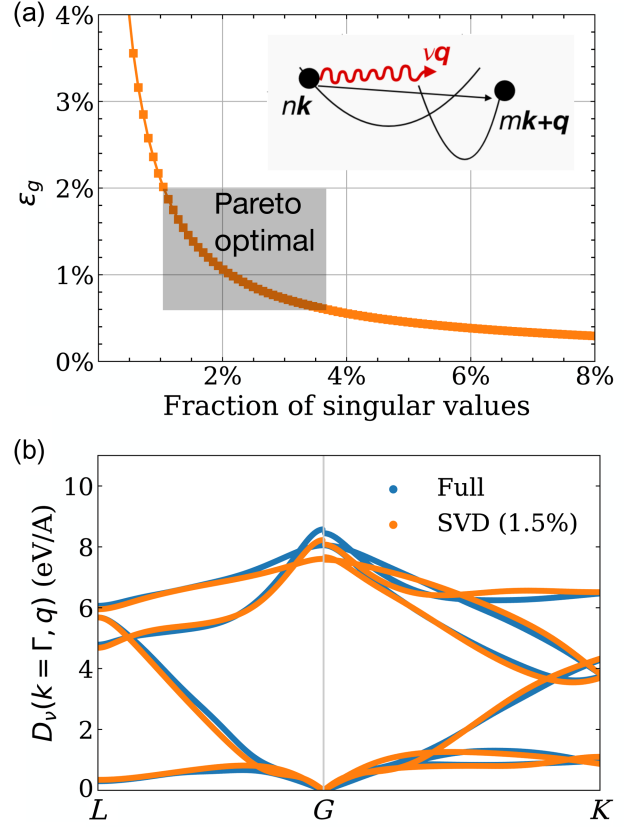 (a)
4%
3%
2%
1%
0%
ε_g
νq
nk
mk+q
Pareto
optimal
2%
4%
6%
8%
Fraction of singular values
(b)
10
8
6
4
2
0
D_ν(k = Γ, q) (eV/A)
Full
SVD (1.5%)
L
G
K